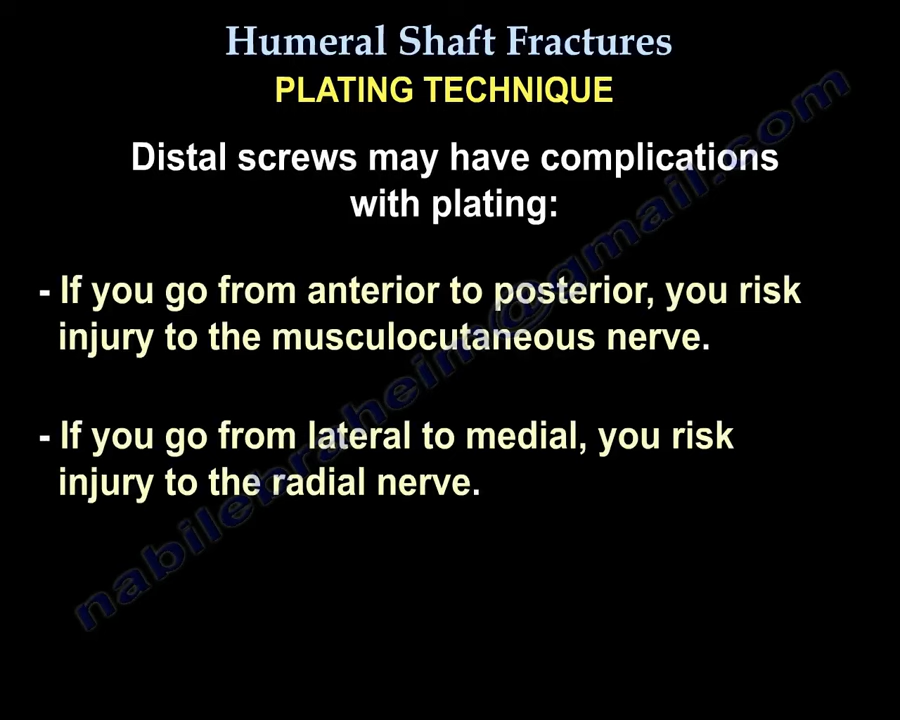 Humeral Shaft Fractures
PLATING TECHNIQUE
Distal screws may have complications
with plating:
- If you go from anterior to posterior, you risk
injury to the musculocutaneous nerve.
- If you go from lateral to medial, you risk
injury to the radial nerve.
nabilebraheim@gmail.com